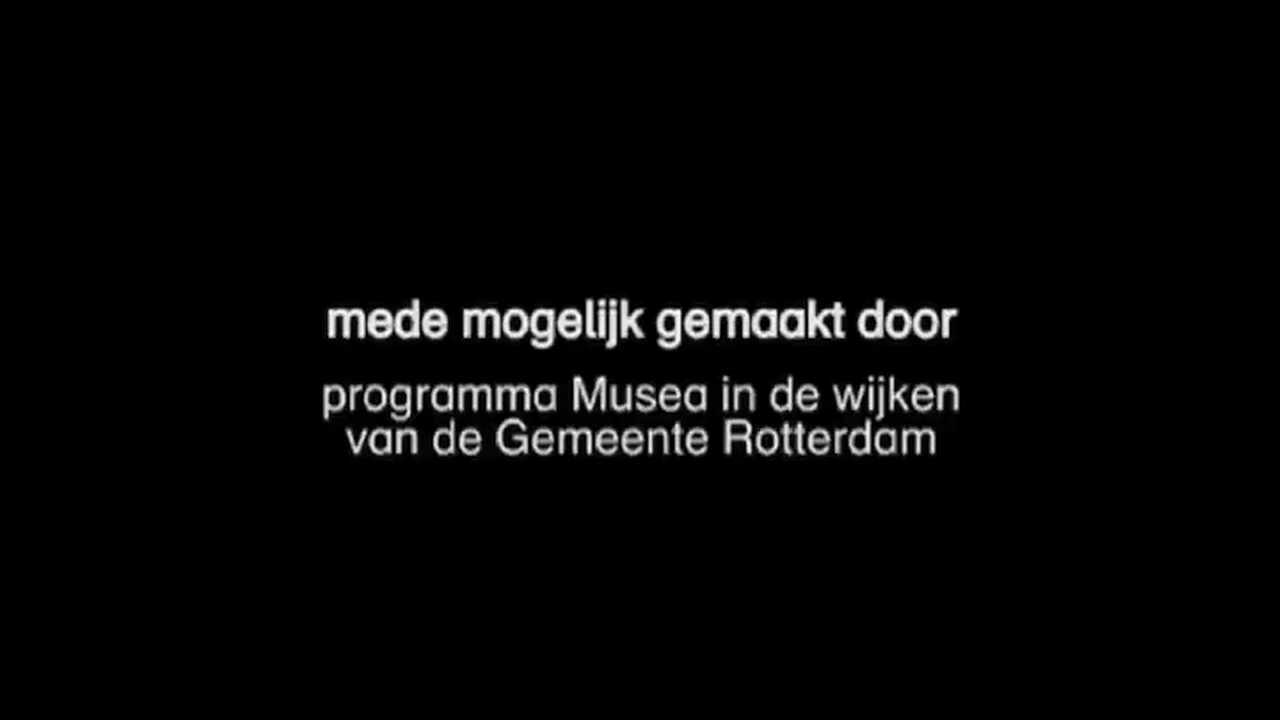 mede mogelijk gemaakt door
programma Musea in de wijken
van de Gemeente Rotterdam